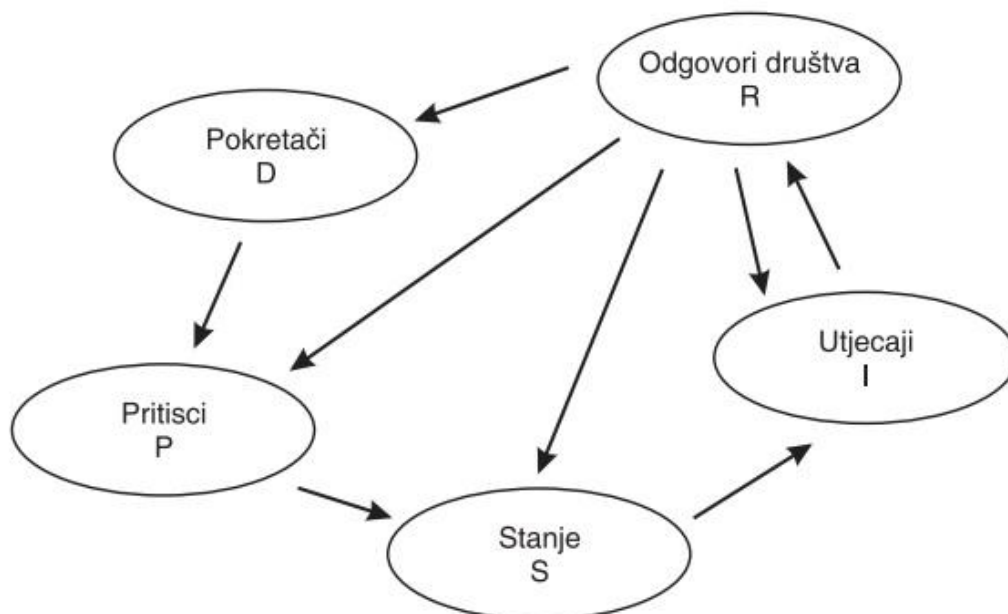 Odgovori društva
R
Pokretači
D
Utjecaji
I
Pritisci
P
Stanje
S